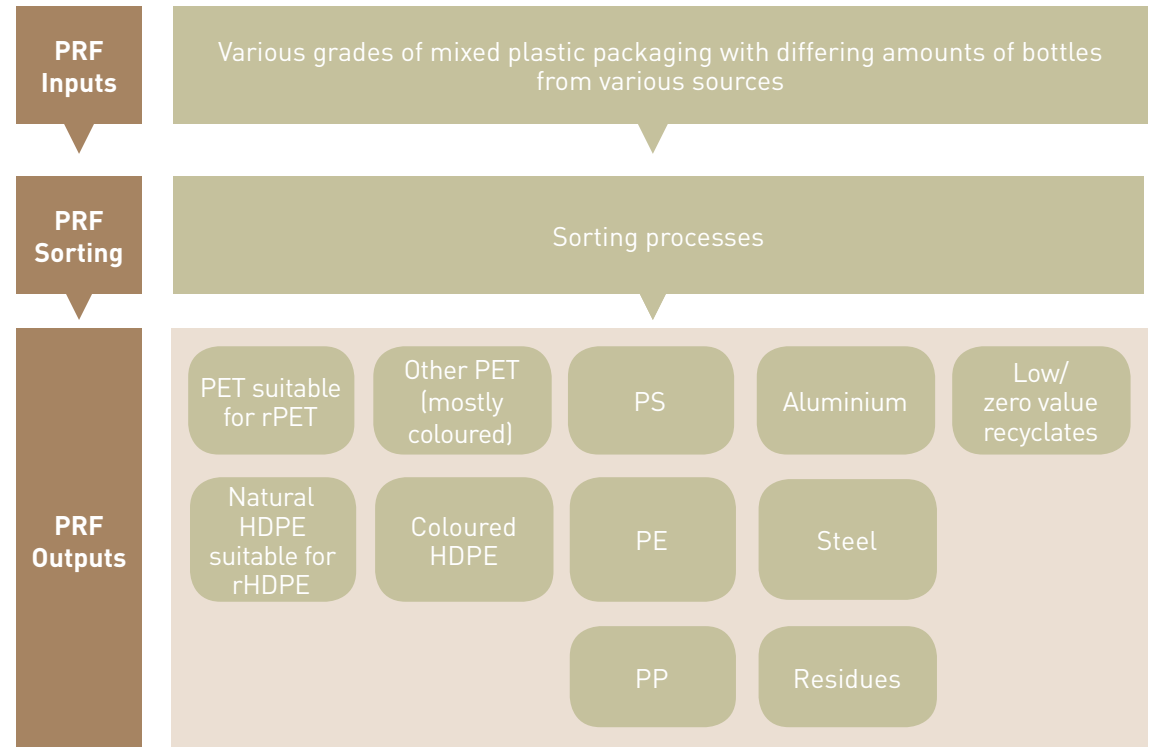 PRF
Inputs
Various grades of mixed plastic packaging with differing amounts of bottles
from various sources
PRF
Sorting
Sorting processes
PRF
Outputs
PET suitable
for rPET
Other PET
(mostly
coloured)
PS
Aluminium
Low/
zero value
recyclates
Natural
HDPE
suitable for
rHDPE
Coloured
HDPE
PE
Steel
PP
Residues